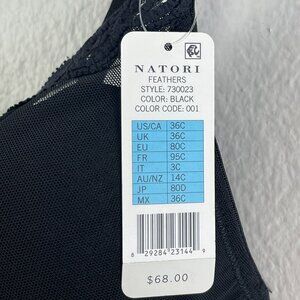 NATORI
FEATHERS
STYLE: 730023
COLOR: BLACK
COLOR CODE: 001
US/CA 36C
UK 36C
EU 80C
FR 95C
IT 3C
AU/NZ 14C
JP 80D
MX 36C
8 29284 23144 9
$68.00